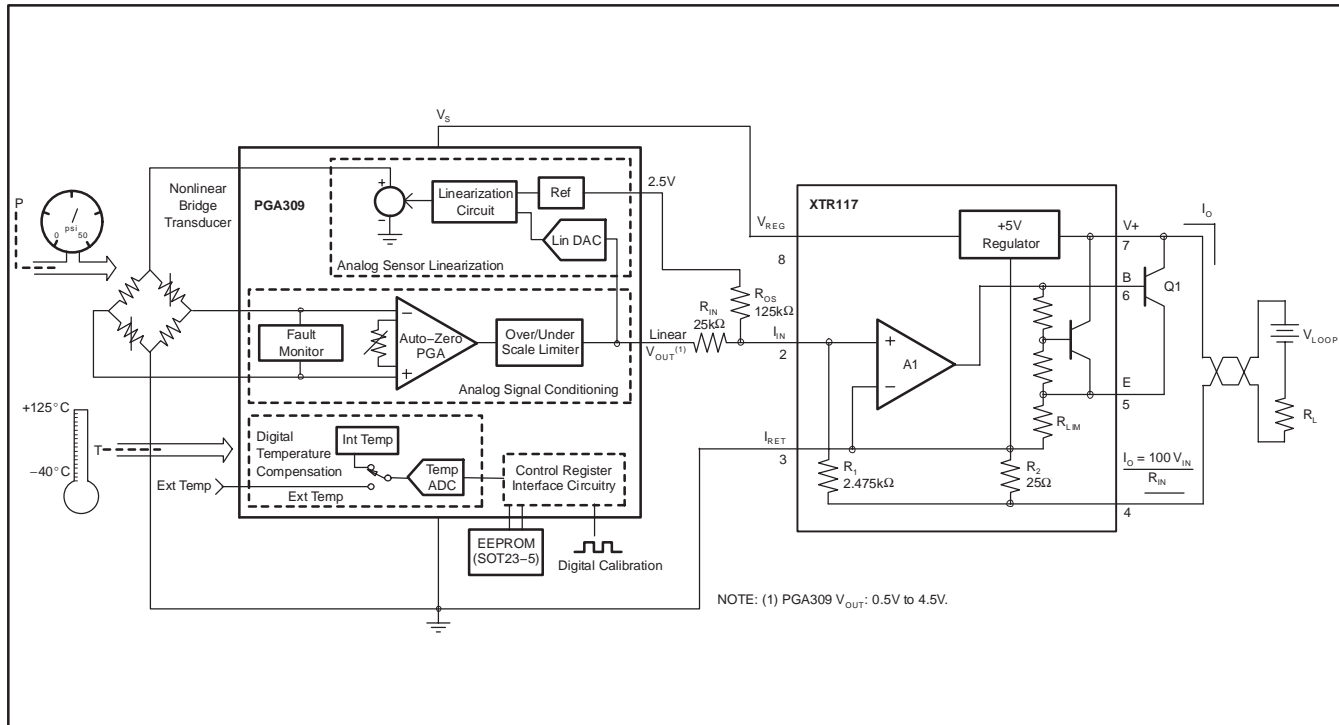 V_S
Nonlinear
Bridge
Transducer
PGA309
+
−
Linearization
Circuit
Ref
2.5V
Lin DAC
Analog Sensor Linearization
P
psi
0 50
Fault
Monitor
−
+
Auto−Zero
PGA
Over/Under
Scale Limiter
Analog Signal Conditioning
Linear
V_OUT(1)
R_IN
25kΩ
R_OS
125kΩ
+125°C
−40°C
T
Digital
Temperature
Compensation
Int Temp
Ext Temp
Ext Temp
Temp
ADC
Control Register
Interface Circuitry
EEPROM
(SOT23−5)
Digital Calibration
XTR117
V_REG
8
+5V
Regulator
V+
7
I_O
B
6
Q1
I_IN
2
+
−
A1
E
5
R_LIM
I_RET
3
R_1
2.475kΩ
R_2
25Ω
I_O = 100 V_IN
R_IN
4
V_LOOP
R_L
NOTE: (1) PGA309 V_OUT: 0.5V to 4.5V.